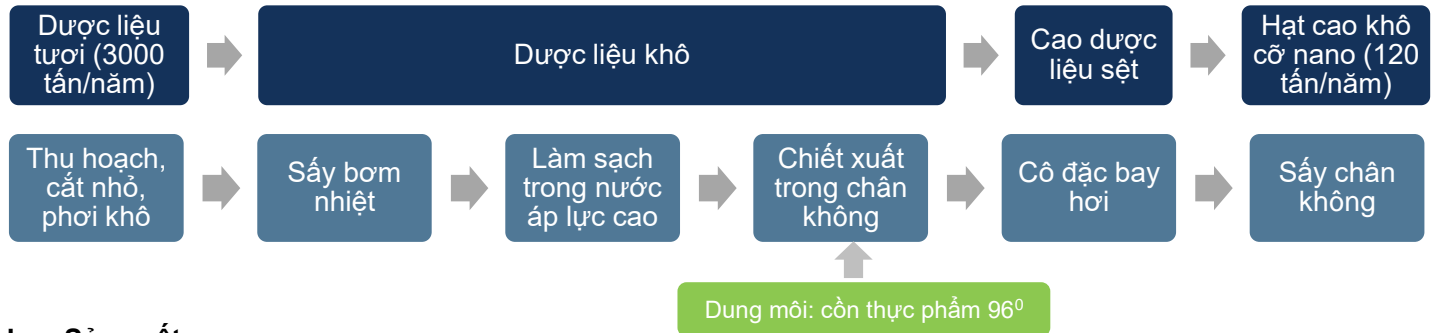 Dược liệu
tươi (3000
tấn/năm)
Dược liệu khô
Cao dược
liệu sệt
Hạt cao khô
cỡ nano (120
tấn/năm)
Thu hoạch,
cắt nhỏ,
phơi khô
Sấy bơm
nhiệt
Làm sạch
trong nước
áp lực cao
Chiết xuất
trong chân
không
Cô đặc bay
hơi
Sấy chân
không
Dung môi: cồn thực phẩm 96⁰